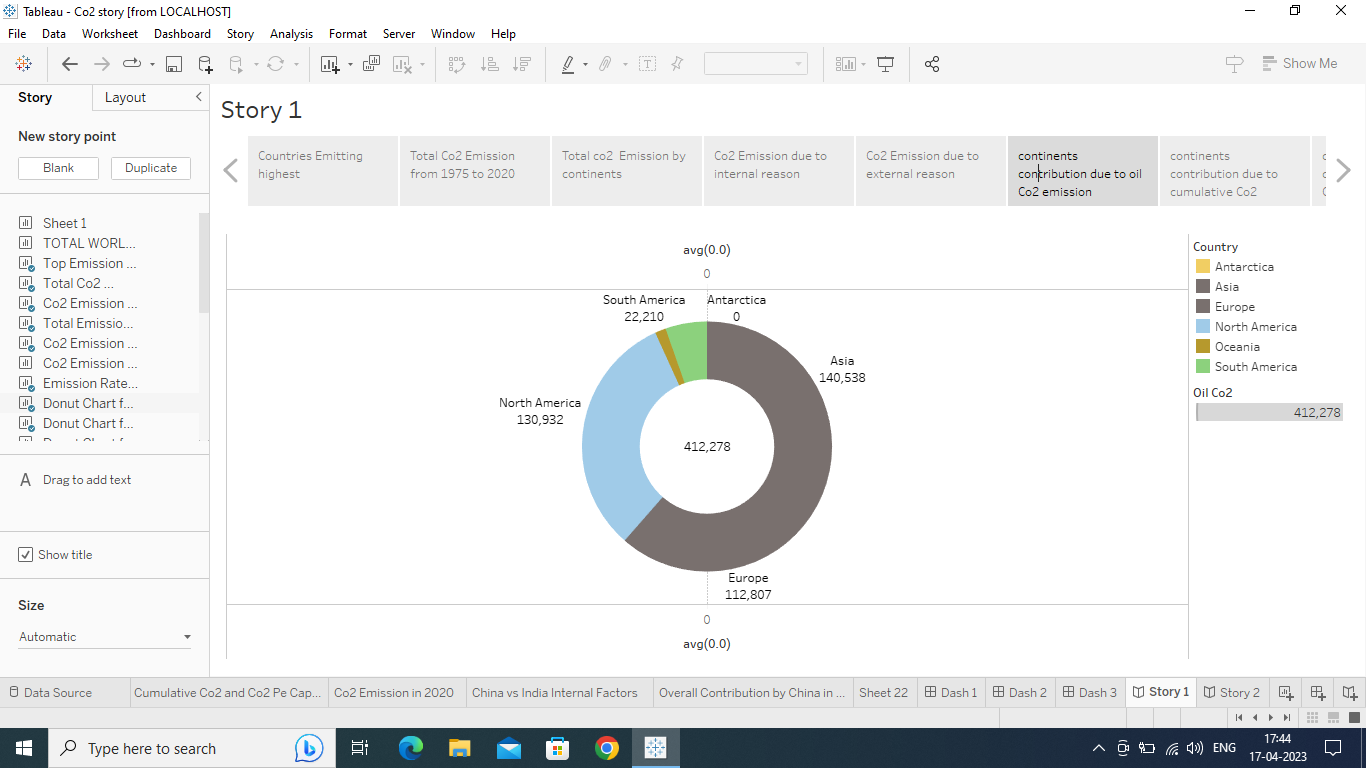 Tableau - Co2 story [from LOCALHOST]
File Data Worksheet Dashboard Story Analysis Format Server Window Help
Show Me
Story Layout
New story point
Blank Duplicate
Sheet 1
TOTAL WORL...
Top Emission ...
Total Co2 ...
Co2 Emission ...
Total Emissio...
Co2 Emission ...
Co2 Emission ...
Emission Rate...
Donut Chart f...
Donut Chart f...
A Drag to add text
Show title
Size
Automatic
Story 1
Countries Emitting
highest
Total Co2 Emission
from 1975 to 2020
Total co2  Emission by
continents
Co2 Emission due to
internal reason
Co2 Emission due to
external reason
continents
contribution due to oil
Co2 emission
continents
contribution due to
cumulative Co2
avg(0.0)
0
South America
22,210
Antarctica
0
Asia
140,538
North America
130,932
412,278
Europe
112,807
0
avg(0.0)
Country
Antarctica
Asia
Europe
North America
Oceania
South America
Oil Co2
412,278
Data Source Cumulative Co2 and Co2 Pe Cap... Co2 Emission in 2020 China vs India Internal Factors Overall Contribution by China in ... Sheet 22 Dash 1 Dash 2 Dash 3 Story 1 Story 2
Type here to search
ENG
17:44
17-04-2023